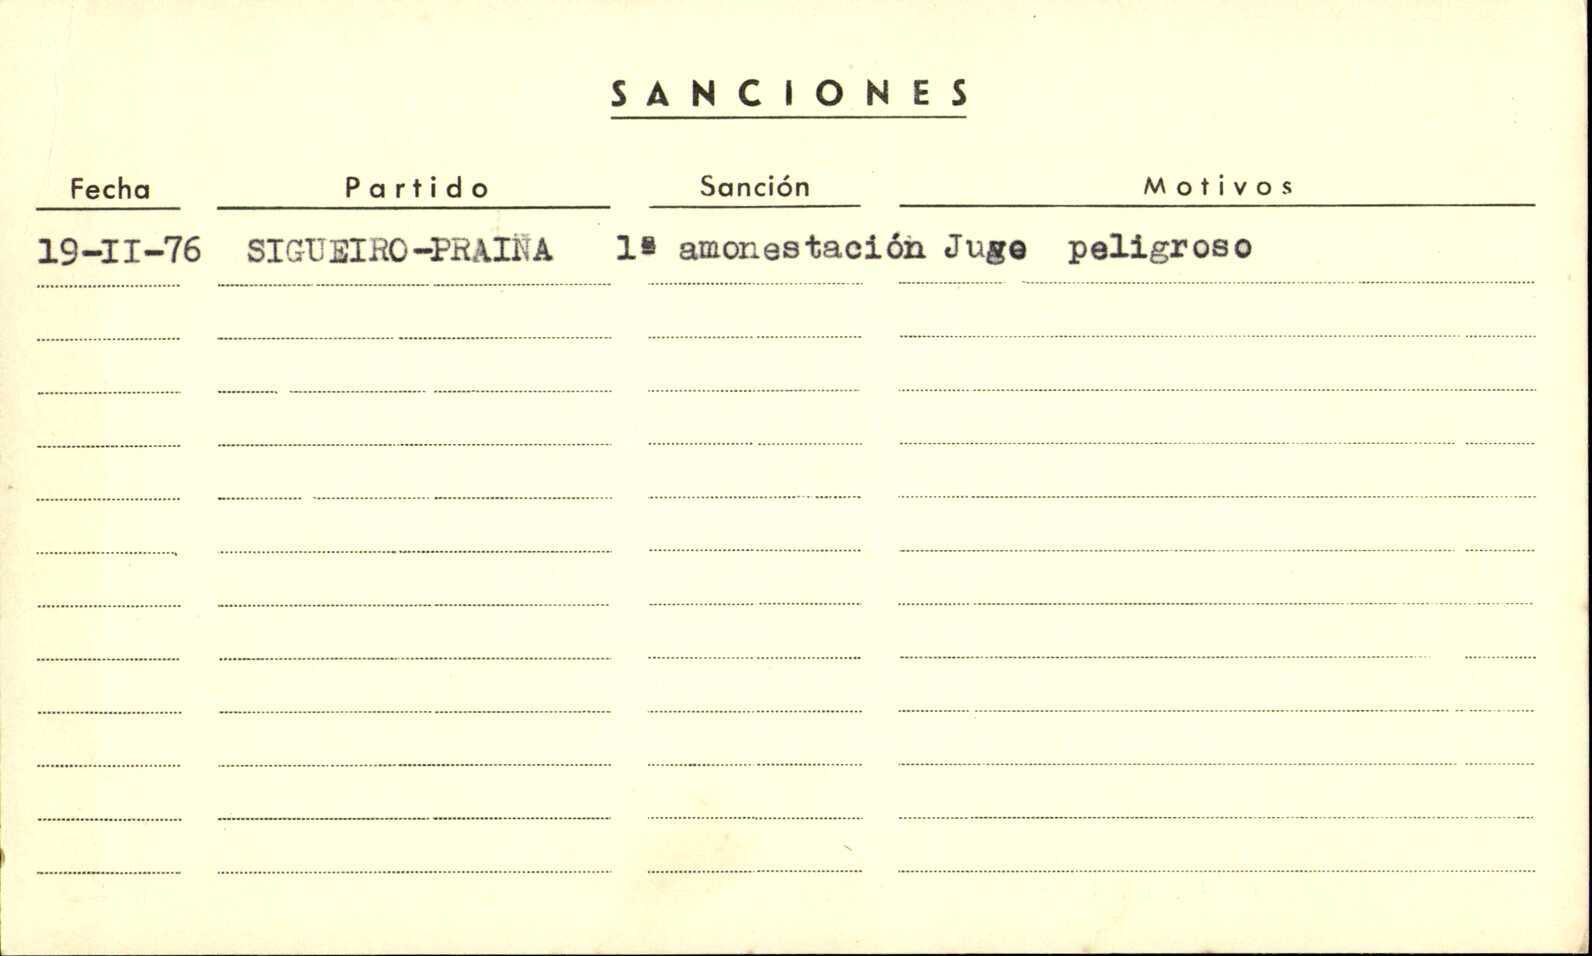 SANCIONES
Fecha Partido Sanción Motivos
19-II-76 SIGUEIRO-PRAIÑA 1ª amonestación Juge peligroso